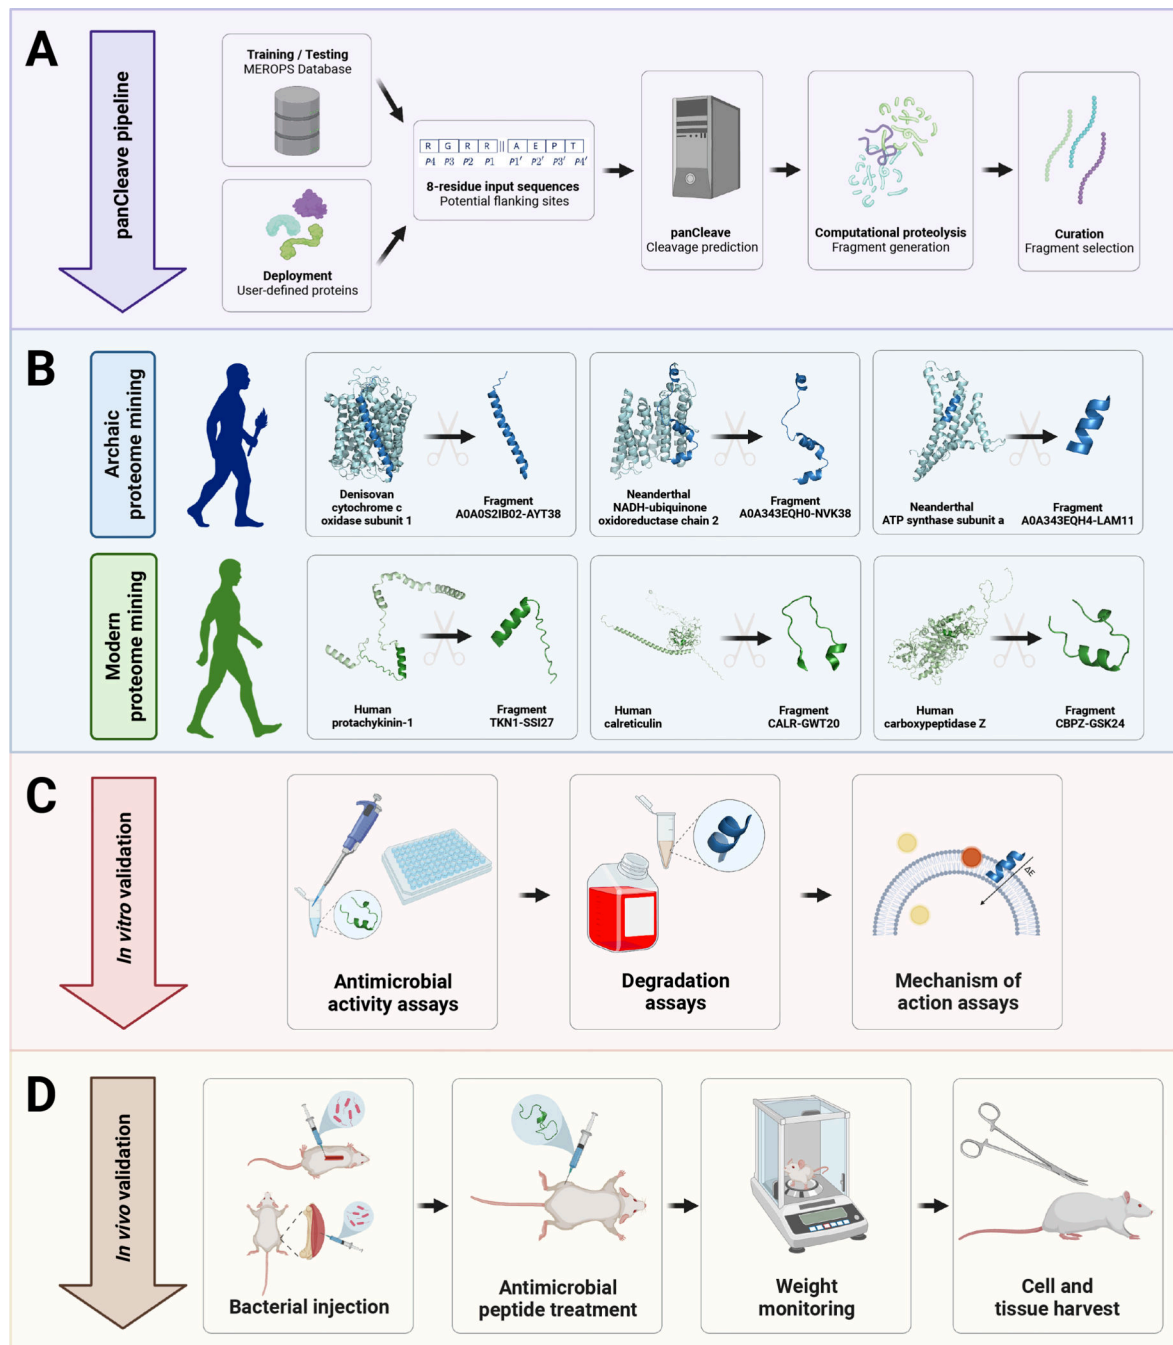 A
panCleave pipeline
Training / Testing
MEROPS Database
Deployment
User-defined proteins
R G R R || A E P T
P4 P3 P2 P1 P1' P2' P3' P4'
8-residue input sequences
Potential flanking sites
panCleave
Cleavage prediction
Computational proteolysis
Fragment generation
Curation
Fragment selection
B
Archaic
proteome mining
Denisovan
cytochrome c
oxidase subunit 1
Fragment
A0A0S2IB02-AYT38
Neanderthal
NADH-ubiquinone
oxidoreductase chain 2
Fragment
A0A343EQH0-NVK38
Neanderthal
ATP synthase subunit a
Fragment
A0A343EQH4-LAM11
Modern
proteome mining
Human
protachykinin-1
Fragment
TKN1-SSI27
Human
calreticulin
Fragment
CALR-GWT20
Human
carboxypeptidase Z
Fragment
CBPZ-GSK24
C
In vitro validation
Antimicrobial
activity assays
Degradation
assays
ΔE
Mechanism of
action assays
D
In vivo validation
Bacterial injection
Antimicrobial
peptide treatment
Weight
monitoring
Cell and
tissue harvest